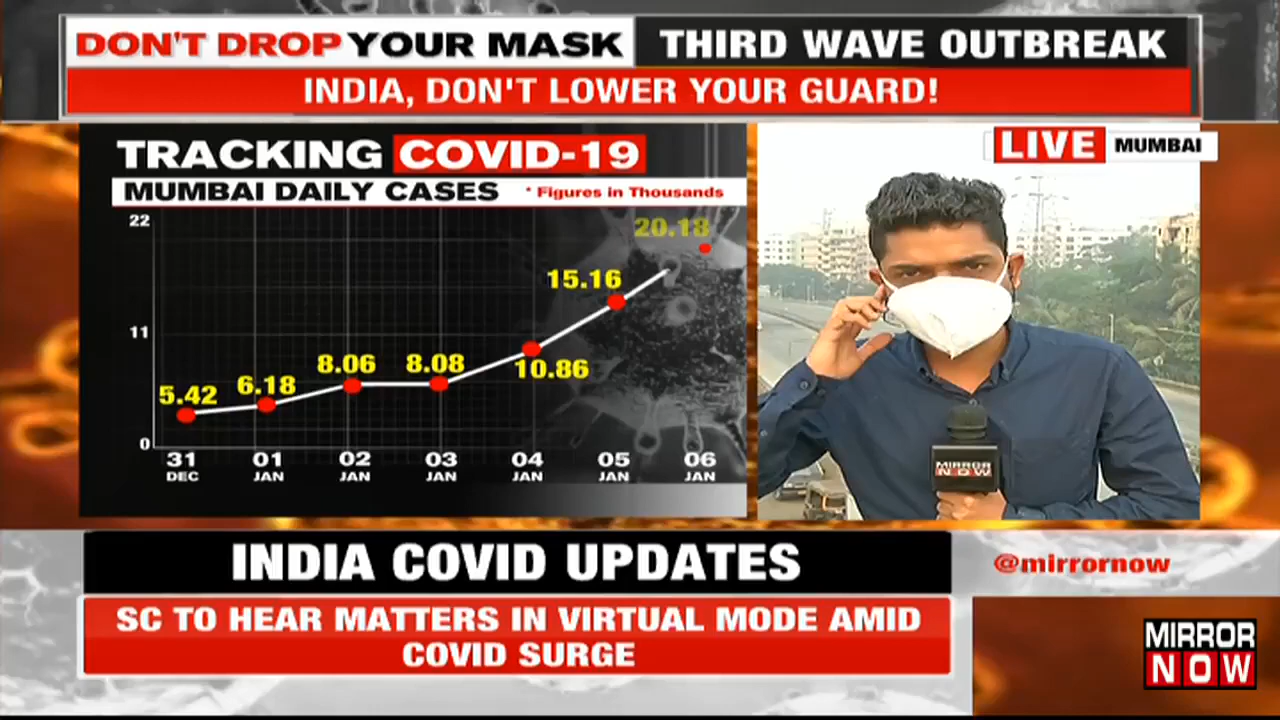 DON'T DROP YOUR MASK
THIRD WAVE OUTBREAK
INDIA, DON'T LOWER YOUR GUARD!
TRACKING COVID-19
MUMBAI DAILY CASES
* Figures in Thousands
22
11
0
5.42
6.18
8.06
8.08
10.86
15.16
20.18
31 DEC
01 JAN
02 JAN
03 JAN
04 JAN
05 JAN
06 JAN
LIVE MUMBAI
MIRROR
NOW
INDIA COVID UPDATES
SC TO HEAR MATTERS IN VIRTUAL MODE AMID
COVID SURGE
@mirrornow
MIRROR
NOW